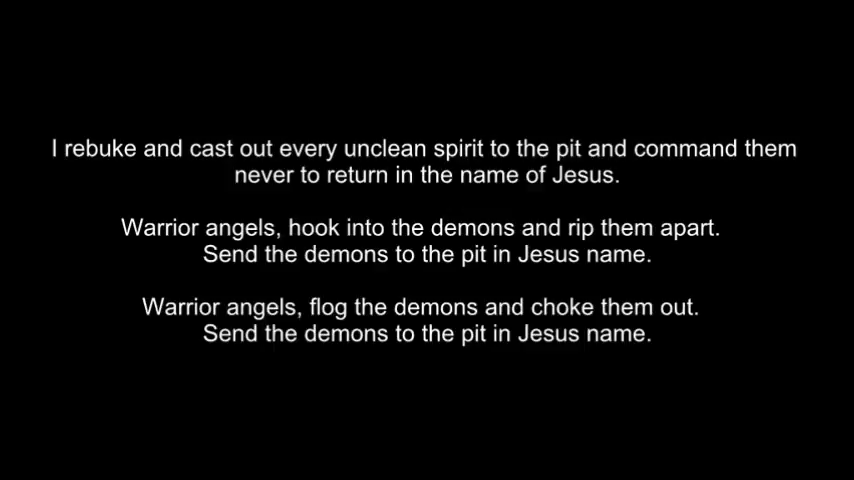 I rebuke and cast out every unclean spirit to the pit and command them
never to return in the name of Jesus.
Warrior angels, hook into the demons and rip them apart.
Send the demons to the pit in Jesus name.
Warrior angels, flog the demons and choke them out.
Send the demons to the pit in Jesus name.